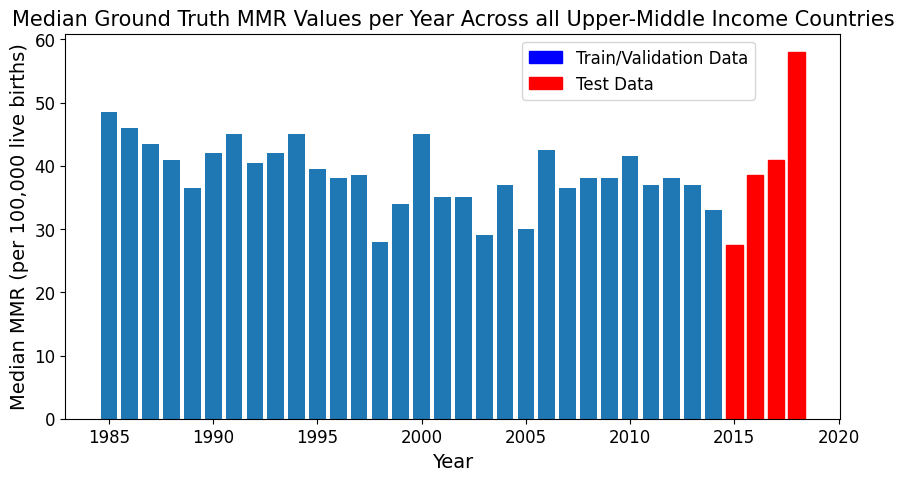 Median Ground Truth MMR Values per Year Across all Upper-Middle Income Countries
Train/Validation Data
Test Data
Median MMR (per 100,000 live births)
60
50
40
30
20
10
0
1985 1990 1995 2000 2005 2010 2015 2020
Year